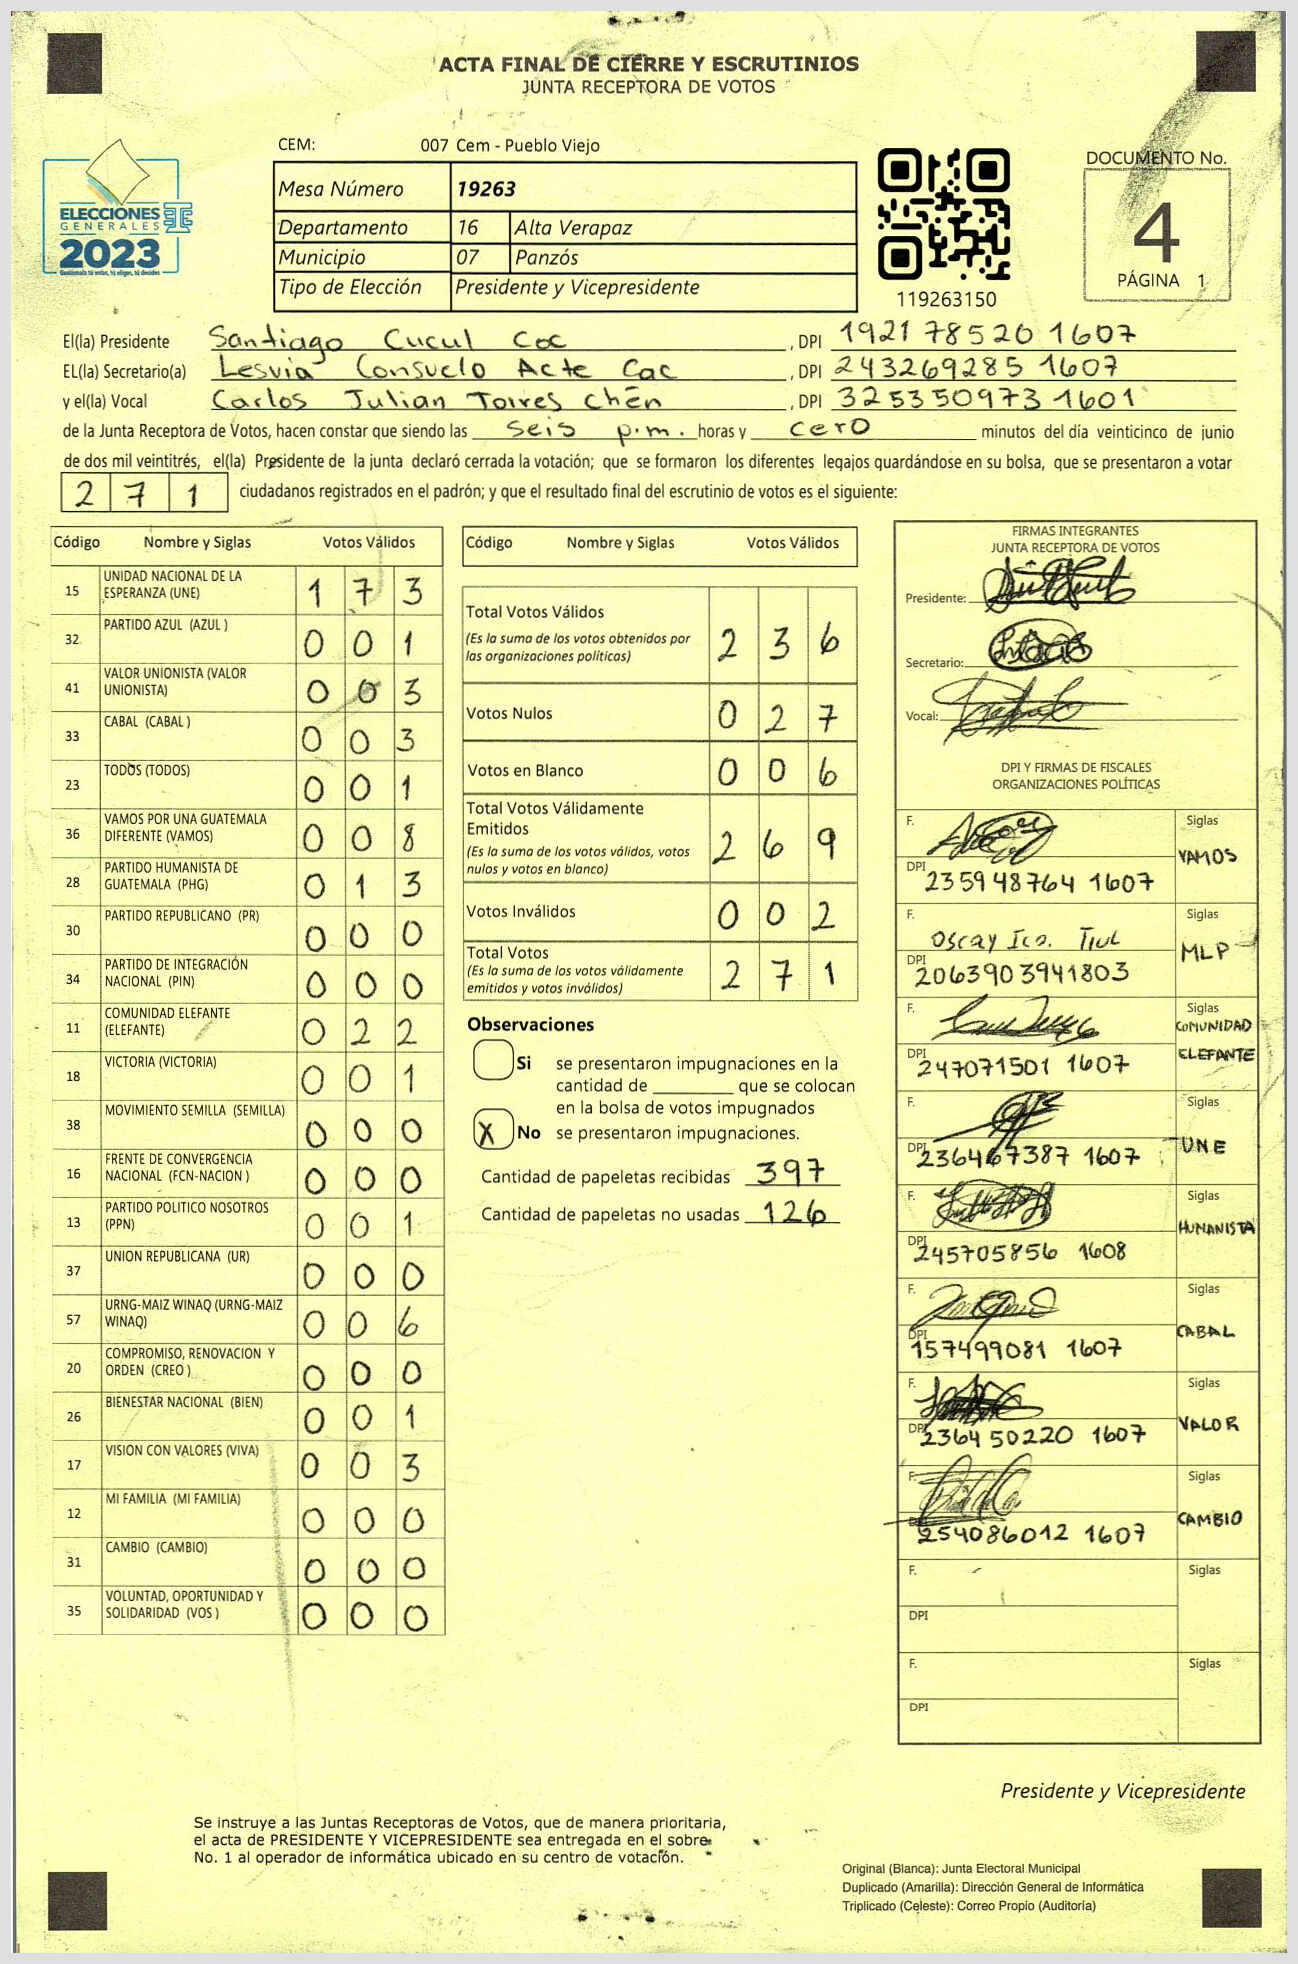 ACTA FINAL DE CIERRE Y ESCRUTINIOS
JUNTA RECEPTORA DE VOTOS
CEM: 007 Cem - Pueblo Viejo
ELECCIONES
GENERALES
2023
Guatemala tú votas, tú eliges, tú decides
Mesa Número 19263
Departamento 16 Alta Verapaz
Municipio 07 Panzós
Tipo de Elección Presidente y Vicepresidente
119263150
DOCUMENTO No.
4
PÁGINA 1
El(la) Presidente Santiago Cucul Coc , DPI 1921 78520 1607
EL(la) Secretario(a) Lesvia Consuelo Acte Cac , DPI 243269285 1607
y el(la) Vocal Carlos Julian Torres Chén , DPI 325350973 1601
de la Junta Receptora de Votos, hacen constar que siendo las seis p.m. horas y cero minutos del día veinticinco de junio
de dos mil veintitrés, el(la) Presidente de la junta declaró cerrada la votación; que se formaron los diferentes legajos guardándose en su bolsa, que se presentaron a votar
271 ciudadanos registrados en el padrón; y que el resultado final del escrutinio de votos es el siguiente:
Código Nombre y Siglas Votos Válidos
15 UNIDAD NACIONAL DE LA ESPERANZA (UNE) 1 7 3
32 PARTIDO AZUL (AZUL ) 0 0 1
41 VALOR UNIONISTA (VALOR UNIONISTA) 0 0 3
33 CABAL (CABAL ) 0 0 3
23 TODOS (TODOS) 0 0 1
36 VAMOS POR UNA GUATEMALA DIFERENTE (VAMOS) 0 0 8
28 PARTIDO HUMANISTA DE GUATEMALA (PHG) 0 1 3
30 PARTIDO REPUBLICANO (PR) 0 0 0
34 PARTIDO DE INTEGRACIÓN NACIONAL (PIN) 0 0 0
11 COMUNIDAD ELEFANTE (ELEFANTE) 0 2 2
18 VICTORIA (VICTORIA) 0 0 1
38 MOVIMIENTO SEMILLA (SEMILLA) 0 0 0
16 FRENTE DE CONVERGENCIA NACIONAL (FCN-NACION ) 0 0 0
13 PARTIDO POLITICO NOSOTROS (PPN) 0 0 1
37 UNION REPUBLICANA (UR) 0 0 0
57 URNG-MAIZ WINAQ (URNG-MAIZ WINAQ) 0 0 6
20 COMPROMISO, RENOVACION Y ORDEN (CREO ) 0 0 0
26 BIENESTAR NACIONAL (BIEN) 0 0 1
17 VISION CON VALORES (VIVA) 0 0 3
12 MI FAMILIA (MI FAMILIA) 0 0 0
31 CAMBIO (CAMBIO) 0 0 0
35 VOLUNTAD, OPORTUNIDAD Y SOLIDARIDAD (VOS ) 0 0 0
Código Nombre y Siglas Votos Válidos
Total Votos Válidos 2 3 6
(Es la suma de los votos obtenidos por
las organizaciones políticas)
Votos Nulos 0 2 7
Votos en Blanco 0 0 6
Total Votos Válidamente
Emitidos 2 6 9
(Es la suma de los votos válidos, votos
nulos y votos en blanco)
Votos Inválidos 0 0 2
Total Votos 2 7 1
(Es la suma de los votos válidamente
emitidos y votos inválidos)
Observaciones
Si se presentaron impugnaciones en la
cantidad de ________ que se colocan
en la bolsa de votos impugnados
X No se presentaron impugnaciones.
Cantidad de papeletas recibidas 397
Cantidad de papeletas no usadas 126
FIRMAS INTEGRANTES
JUNTA RECEPTORA DE VOTOS
Presidente:
Secretario:
Vocal:
DPI Y FIRMAS DE FISCALES
ORGANIZACIONES POLÍTICAS
F. Siglas VAMOS
DPI 235948764 1607
F. Oscar Ico. Tiul Siglas MLP
DPI 2063903941803
F. Siglas COMUNIDAD ELEFANTE
DPI 247071501 1607
F. Siglas UNE
DPI 236467387 1607
F. Siglas HUMANISTA
DPI 245705856 1608
F. Siglas CABAL
DPI 157499081 1607
F. Siglas VALOR
DPI 2364 50220 1607
F. Siglas CAMBIO
DPI 254086012 1607
F. Siglas
DPI
F. Siglas
DPI
Presidente y Vicepresidente
Se instruye a las Juntas Receptoras de Votos, que de manera prioritaria,
el acta de PRESIDENTE Y VICEPRESIDENTE sea entregada en el sobre
No. 1 al operador de informática ubicado en su centro de votación.
Original (Blanca): Junta Electoral Municipal
Duplicado (Amarilla): Dirección General de Informática
Triplicado (Celeste): Correo Propio (Auditoría)